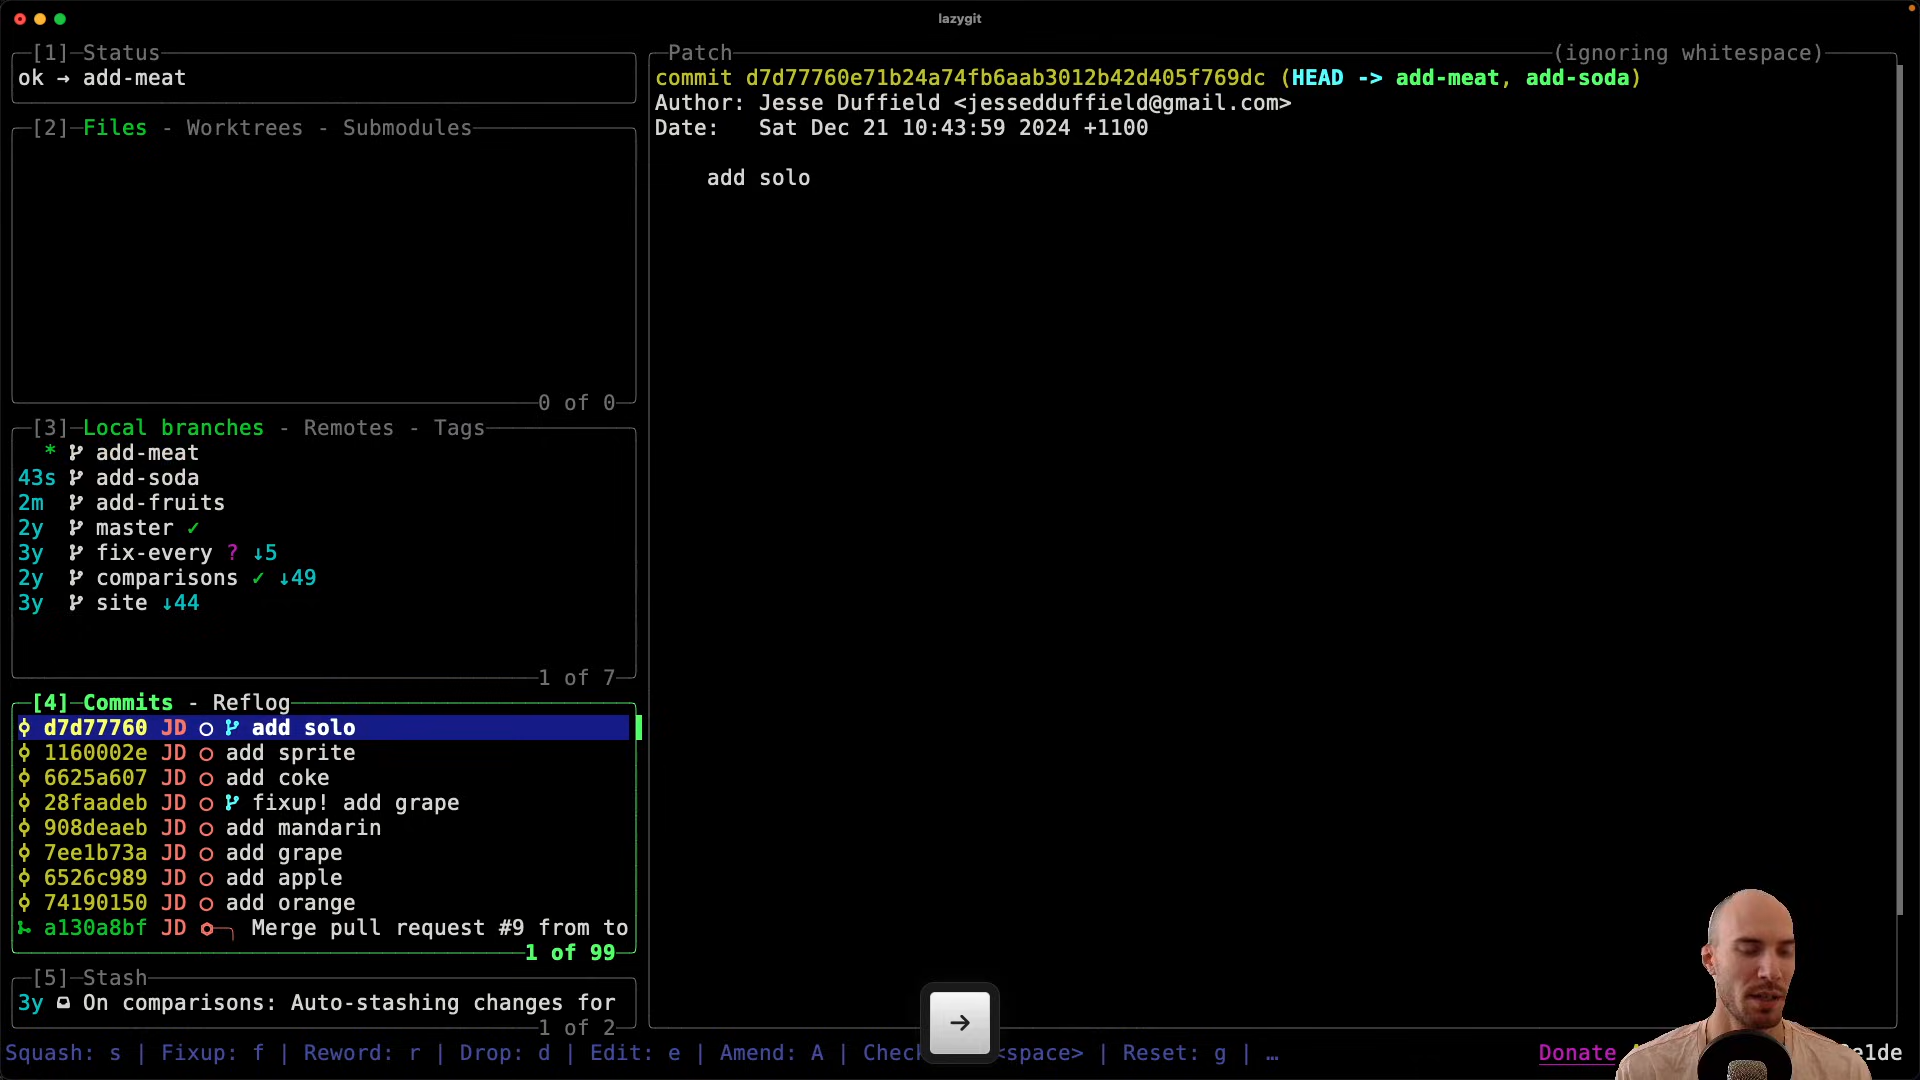 lazygit
[1] Status
ok → add-meat
[2] Files - Worktrees - Submodules
0 of 0
[3] Local branches - Remotes - Tags
* add-meat
43s add-soda
2m add-fruits
2y master ✓
3y fix-every ? ↓5
2y comparisons ✓ ↓49
3y site ↓44
1 of 7
[4] Commits - Reflog
d7d77760 JD add solo
1160002e JD add sprite
6625a607 JD add coke
28faadeb JD fixup! add grape
908deaeb JD add mandarin
7ee1b73a JD add grape
6526c989 JD add apple
74190150 JD add orange
a130a8bf JD Merge pull request #9 from to
1 of 99
[5] Stash
3y On comparisons: Auto-stashing changes for
1 of 2
Patch (ignoring whitespace)
commit d7d77760e71b24a74fb6aab3012b42d405f769dc (HEAD -> add-meat, add-soda)
Author: Jesse Duffield <jessedduffield@gmail.com>
Date: Sat Dec 21 10:43:59 2024 +1100
add solo
→
Squash: s | Fixup: f | Reword: r | Drop: d | Edit: e | Amend: A | Chec <space> | Reset: g | …
Donate e1de